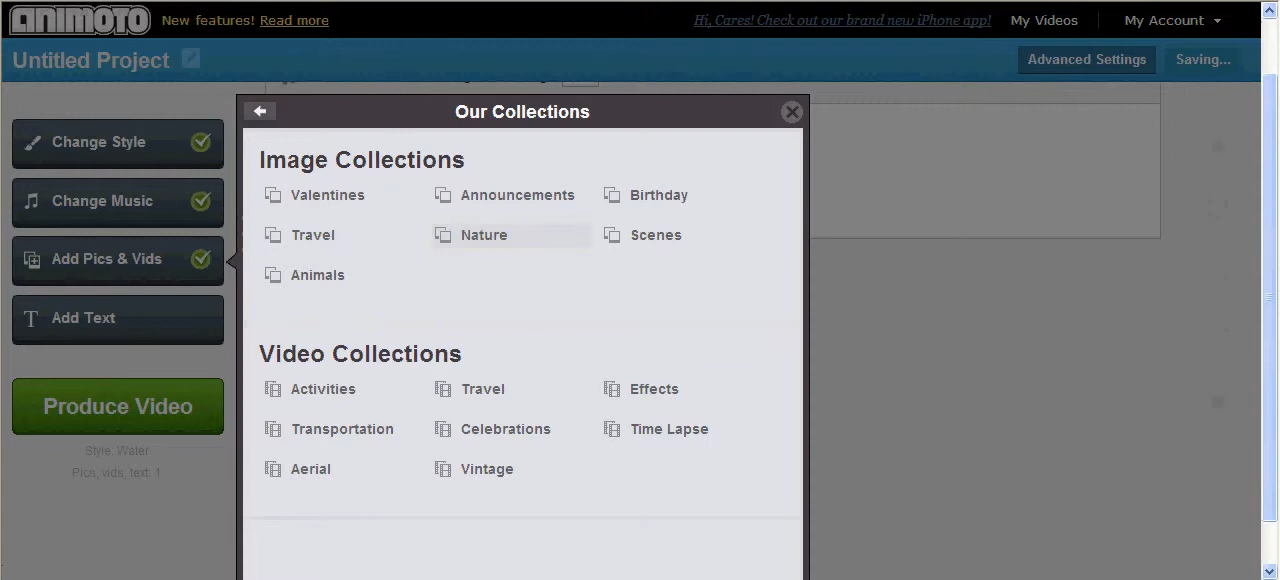 ANIMOTO New features! Read more Hi, Cares! Check out our brand new iPhone app! My Videos My Account
Untitled Project Advanced Settings Saving...
Our Collections
Change Style
Change Music
Add Pics & Vids
T Add Text
Produce Video
Style: Water
Pics, vids, text: 1
Image Collections
Valentines Announcements Birthday
Travel Nature Scenes
Animals
Video Collections
Activities Travel Effects
Transportation Celebrations Time Lapse
Aerial Vintage